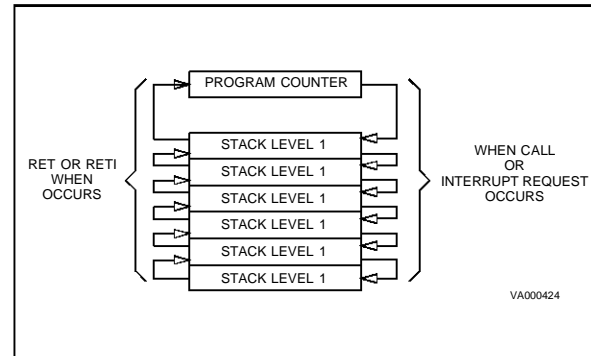 PROGRAM COUNTER
STACK LEVEL 1
STACK LEVEL 1
STACK LEVEL 1
STACK LEVEL 1
STACK LEVEL 1
STACK LEVEL 1
RET OR RETI
WHEN
OCCURS
WHEN CALL
OR
INTERRUPT REQUEST
OCCURS
VA000424